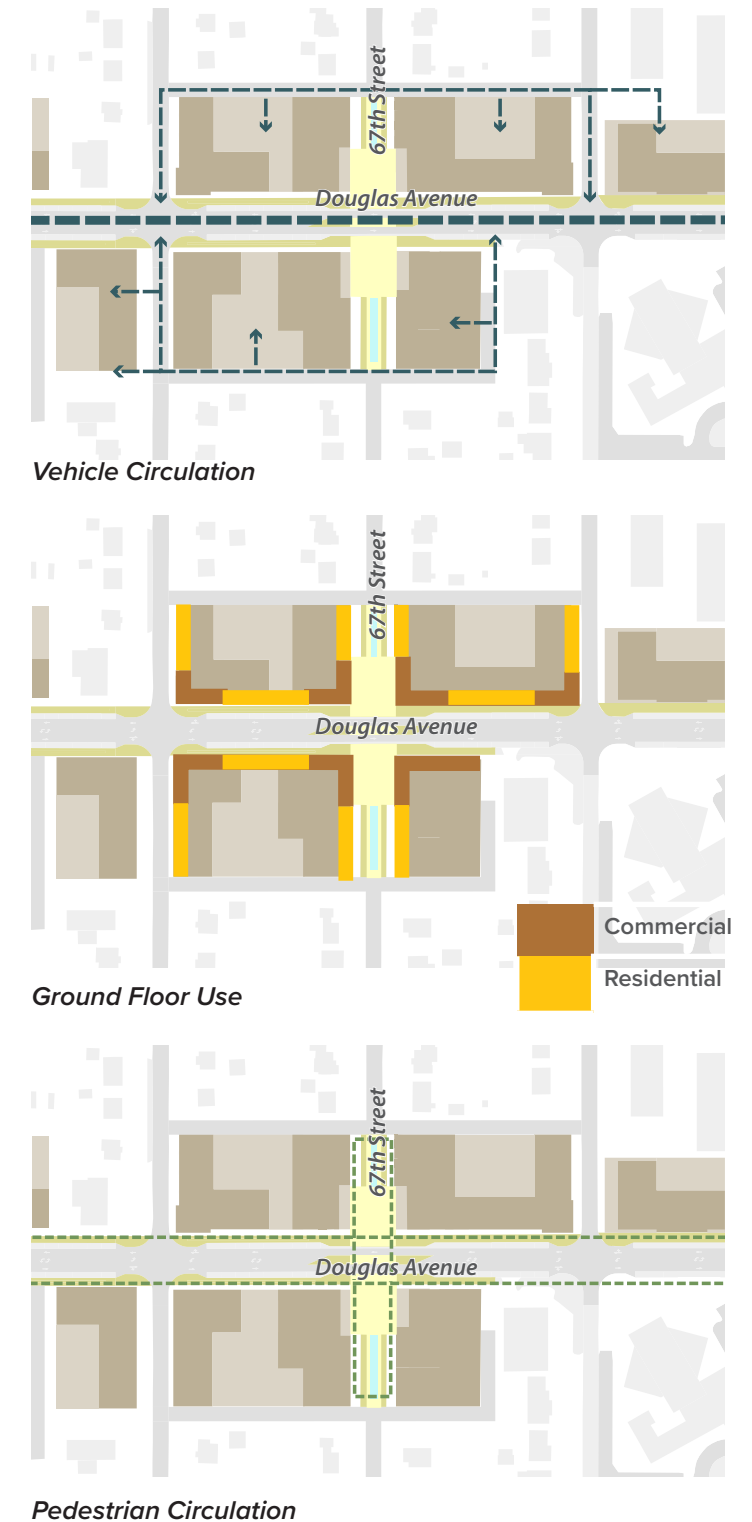 67th Street
Douglas Avenue
Vehicle Circulation
67th Street
Douglas Avenue
Commercial
Residential
Ground Floor Use
67th Street
Douglas Avenue
Pedestrian Circulation